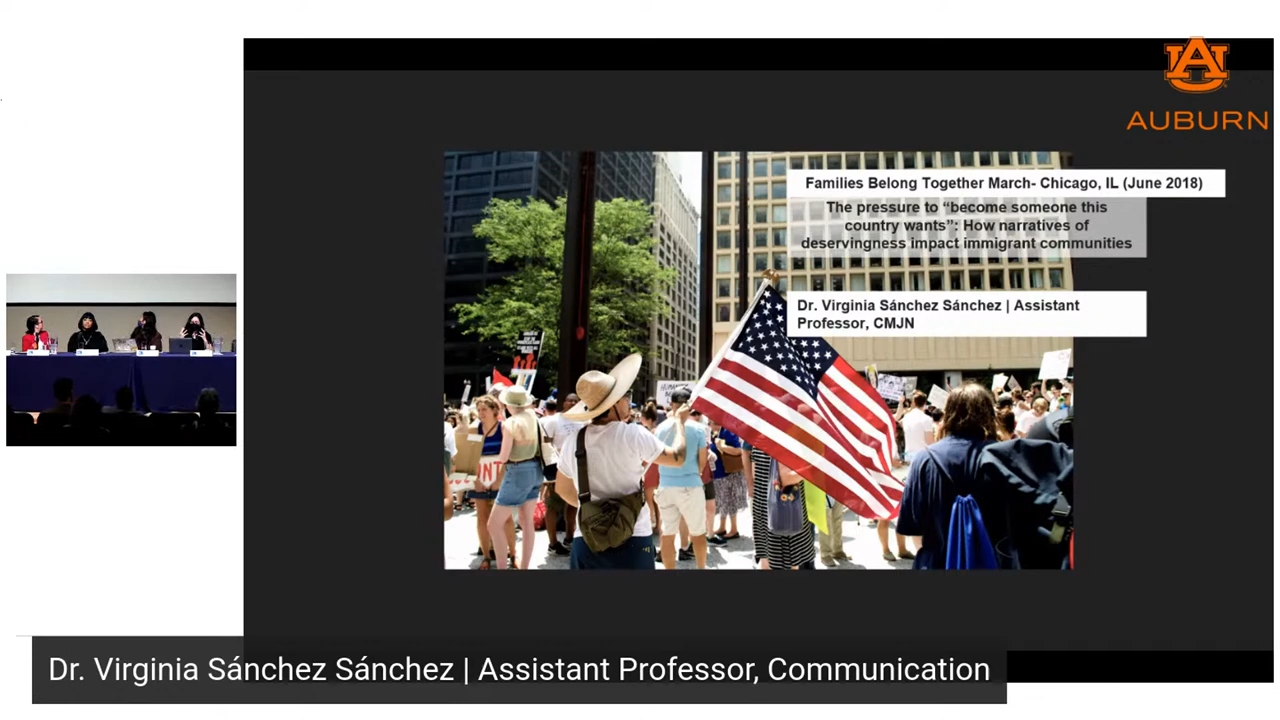 AUBURN
Families Belong Together March- Chicago, IL (June 2018)
The pressure to “become someone this
country wants”: How narratives of
deservingness impact immigrant communities
Dr. Virginia Sánchez Sánchez | Assistant
Professor, CMJN
Dr. Virginia Sánchez Sánchez | Assistant Professor, Communication